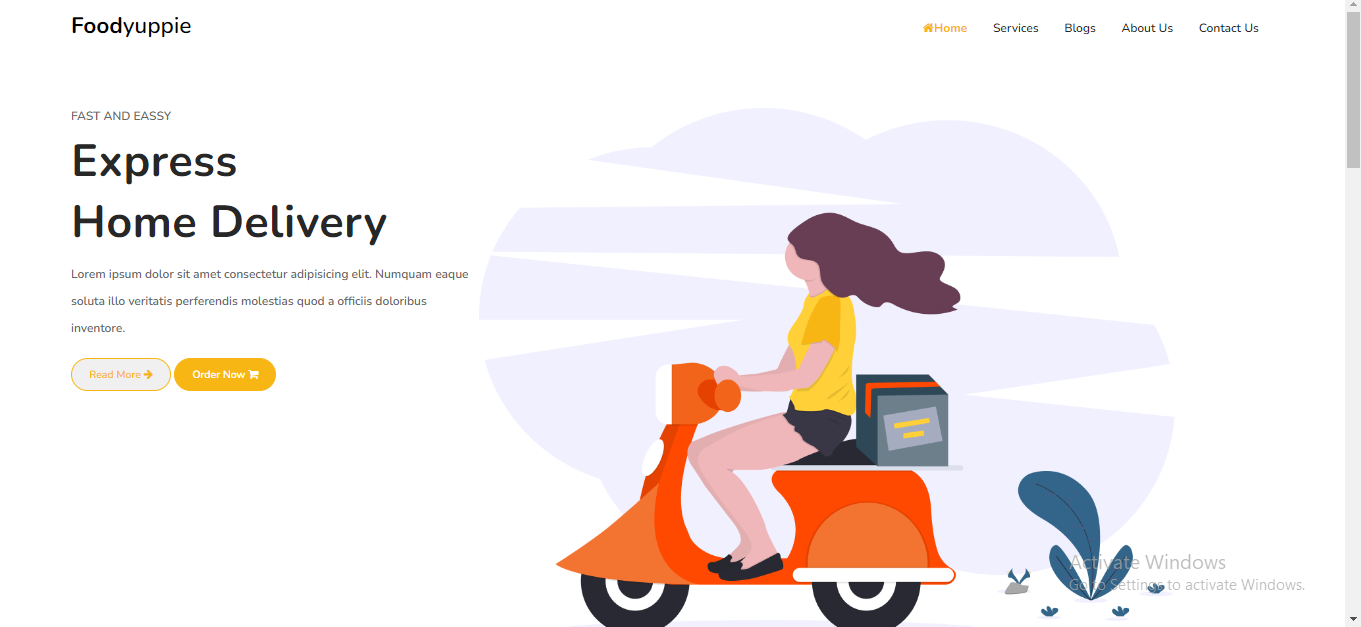 Foodyuppie
Home Services Blogs About Us Contact Us
FAST AND EASSY
Express
Home Delivery
Lorem ipsum dolor sit amet consectetur adipisicing elit. Numquam eaque
soluta illo veritatis perferendis molestias quod a officiis doloribus
inventore.
Read More Order Now
Activate Windows
Go to Settings to activate Windows.